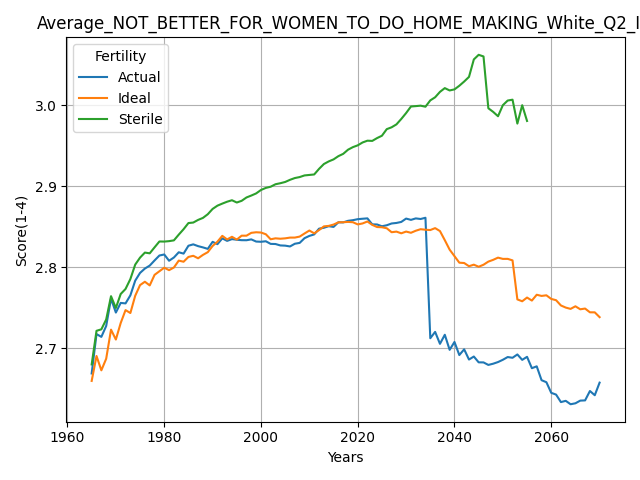 Average_NOT_BETTER_FOR_WOMEN_TO_DO_HOME_MAKING_White_Q2_I
Fertility
Actual
Ideal
Sterile
Score(1-4)
3.0
2.9
2.8
2.7
1960 1980 2000 2020 2040 2060
Years